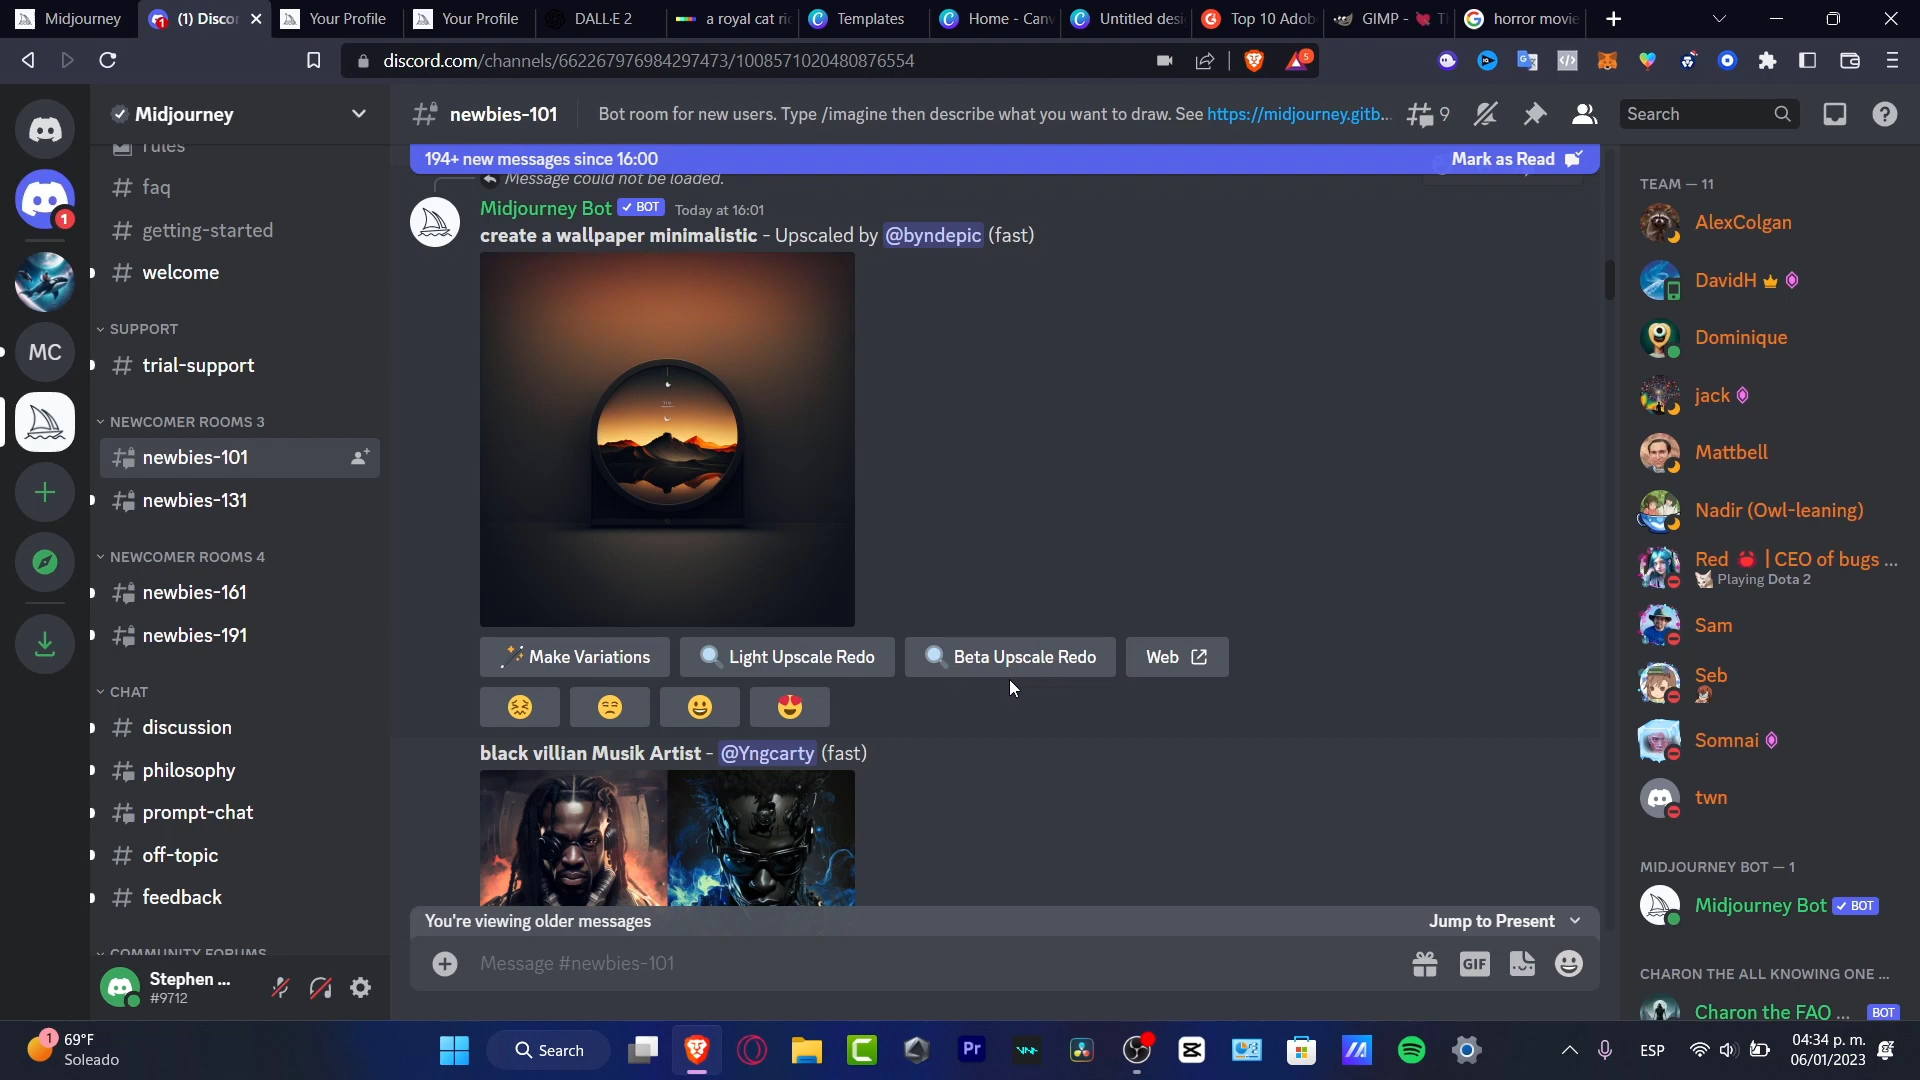 Midjourney
(1) Disco
Your Profile
Your Profile
DALL·E 2
a royal cat ri
Templates
Home - Canv
Untitled desi
Top 10 Adob
GIMP -
horror movie
discord.com/channels/662267976984297473/1008571020480876554
5
Midjourney
newbies-101
Bot room for new users. Type /imagine then describe what you want to draw. See https://midjourney.gitb...
9
Search
194+ new messages since 16:00
Mark as Read
rules
faq
getting-started
welcome
SUPPORT
trial-support
NEWCOMER ROOMS 3
newbies-101
newbies-131
NEWCOMER ROOMS 4
newbies-161
newbies-191
CHAT
discussion
philosophy
prompt-chat
off-topic
feedback
COMMUNITY FORUMS
1
MC
Message could not be loaded.
Midjourney Bot BOT Today at 16:01
create a wallpaper minimalistic - Upscaled by @byndepic (fast)
Make Variations
Light Upscale Redo
Beta Upscale Redo
Web
black villian Musik Artist - @Yngcarty (fast)
You're viewing older messages
Jump to Present
Message #newbies-101
GIF
TEAM — 11
AlexColgan
DavidH
Dominique
jack
Mattbell
Nadir (Owl-leaning)
Red | CEO of bugs ...
Playing Dota 2
Sam
Seb
Somnai
twn
MIDJOURNEY BOT — 1
Midjourney Bot BOT
CHARON THE ALL KNOWING ONE ...
Charon the FAQ ... BOT
Stephen ...
#9712
1
69°F
Soleado
Search
Pr
ESP
04:34 p. m.
06/01/2023